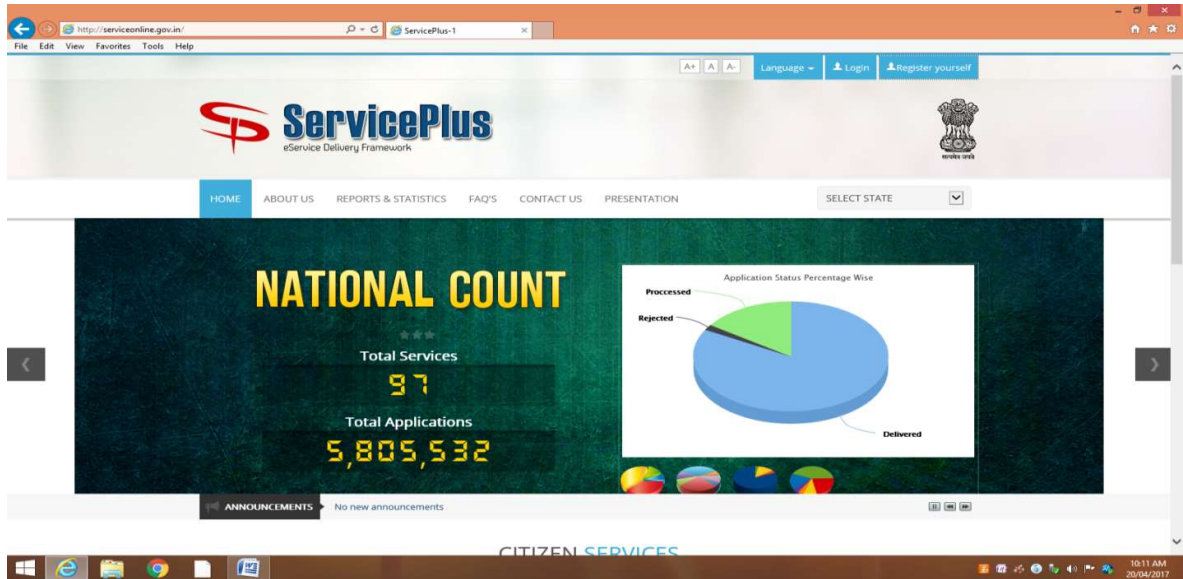 http://serviceonline.gov.in/
ServicePlus-1
File Edit View Favorites Tools Help
A+ A A- Language Login Register yourself
ServicePlus
eService Delivery Framework
सत्यमेव जयते
HOME ABOUT US REPORTS & STATISTICS FAQ'S CONTACT US PRESENTATION SELECT STATE
NATIONAL COUNT
Total Services
97
Total Applications
5,805,532
Application Status Percentage Wise
Proccessed
Rejected
Delivered
ANNOUNCEMENTS No new announcements
CITIZEN SERVICES
10:11 AM
20/04/2017